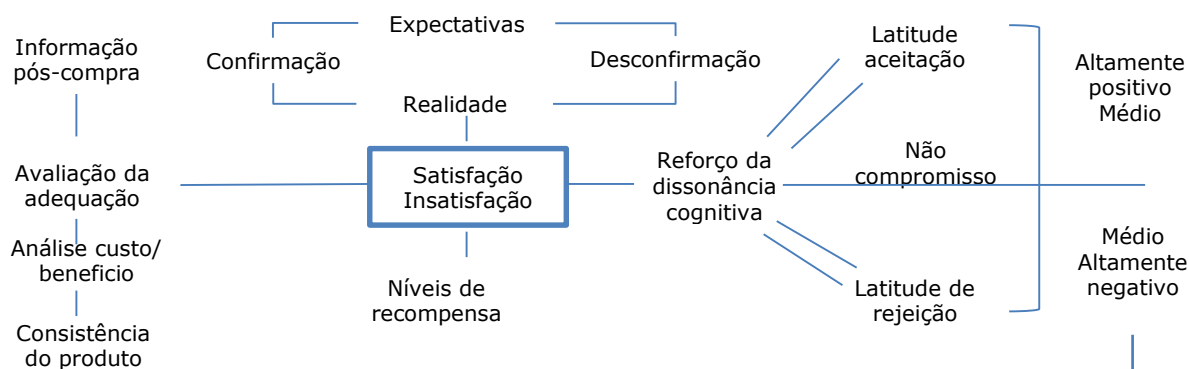 Informação
pós-compra
Avaliação da
adequação
Análise custo/
beneficio
Consistência
do produto
Expectativas
Confirmação
Desconfirmação
Realidade
Satisfação
Insatisfação
Níveis de
recompensa
Reforço da
dissonância
cognitiva
Latitude
aceitação
Não
compromisso
Latitude de
rejeição
Altamente
positivo
Médio
Médio
Altamente
negativo